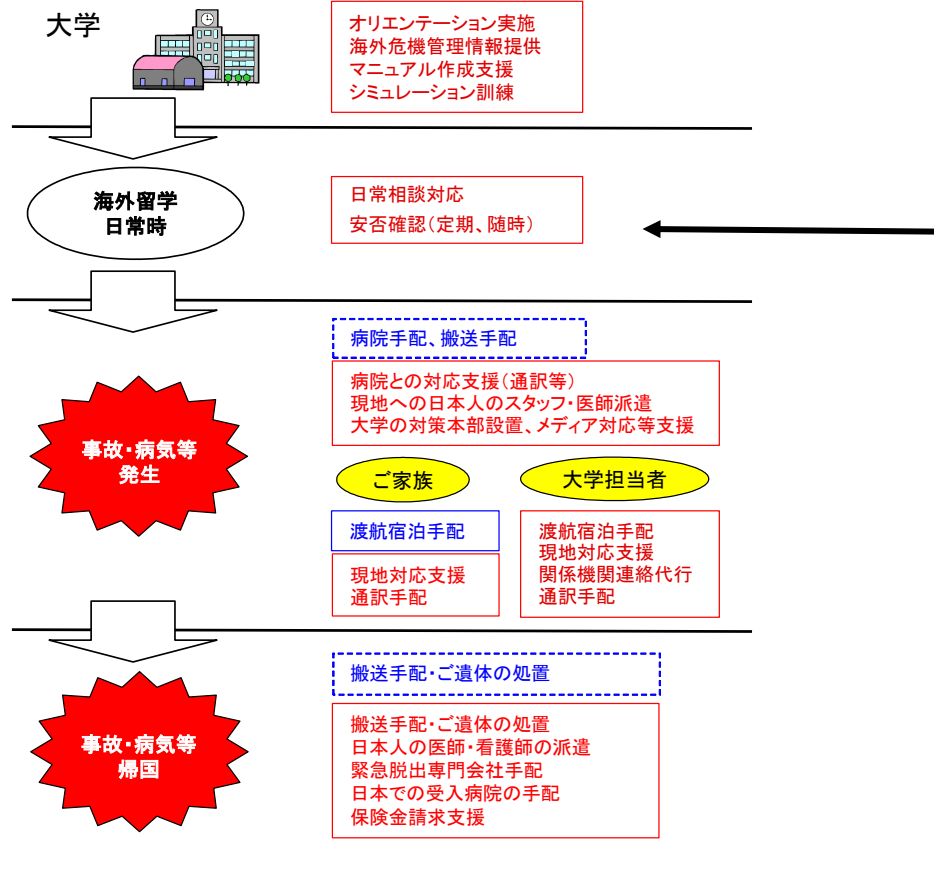 大学
オリエンテーション実施
海外危機管理情報提供
マニュアル作成支援
シミュレーション訓練
海外留学
日常時
日常相談対応
安否確認(定期、随時)
病院手配、搬送手配
病院との対応支援(通訳等)
現地への日本人のスタッフ・医師派遣
大学の対策本部設置、メディア対応等支援
事故・病気等
発生
ご家族
大学担当者
渡航宿泊手配
現地対応支援
通訳手配
渡航宿泊手配
現地対応支援
関係機関連絡代行
通訳手配
搬送手配・ご遺体の処置
事故・病気等
帰国
搬送手配・ご遺体の処置
日本人の医師・看護師の派遣
緊急脱出専門会社手配
日本での受入病院の手配
保険金請求支援